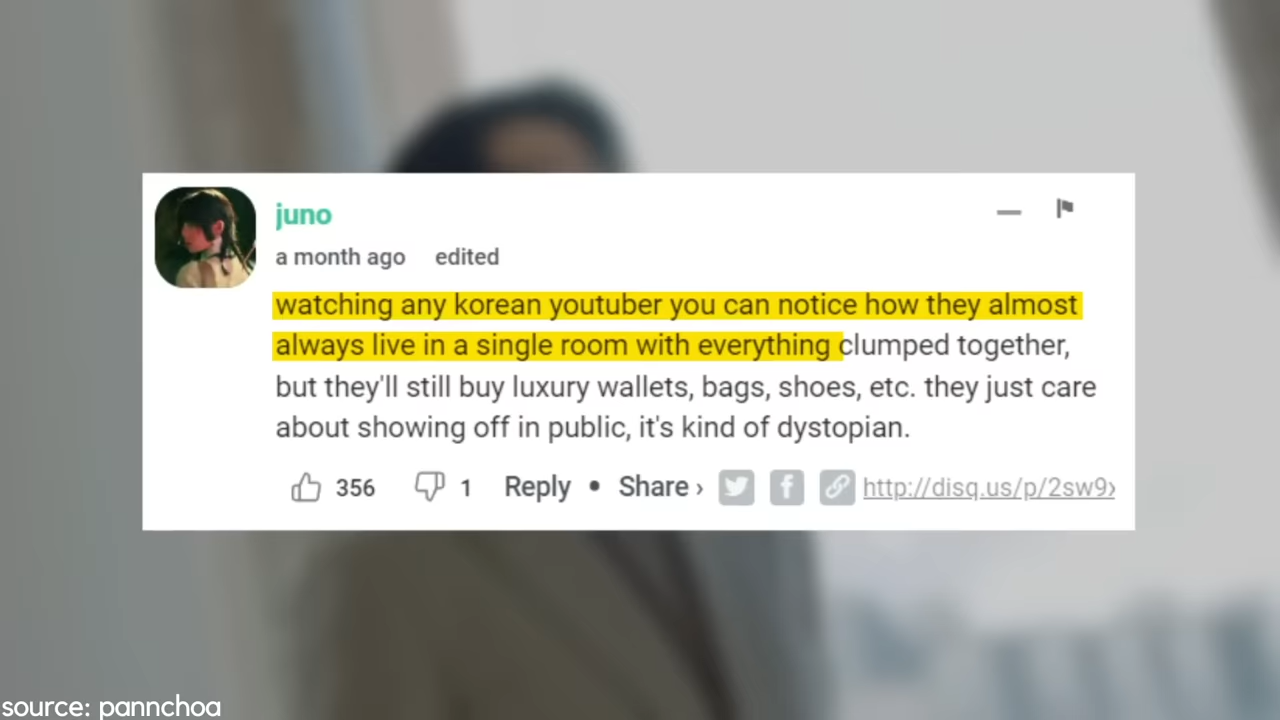 juno
a month ago edited
watching any korean youtuber you can notice how they almost
always live in a single room with everything clumped together,
but they'll still buy luxury wallets, bags, shoes, etc. they just care
about showing off in public, it's kind of dystopian.
356 1 Reply • Share › http://disq.us/p/2sw9
source: pannchoa